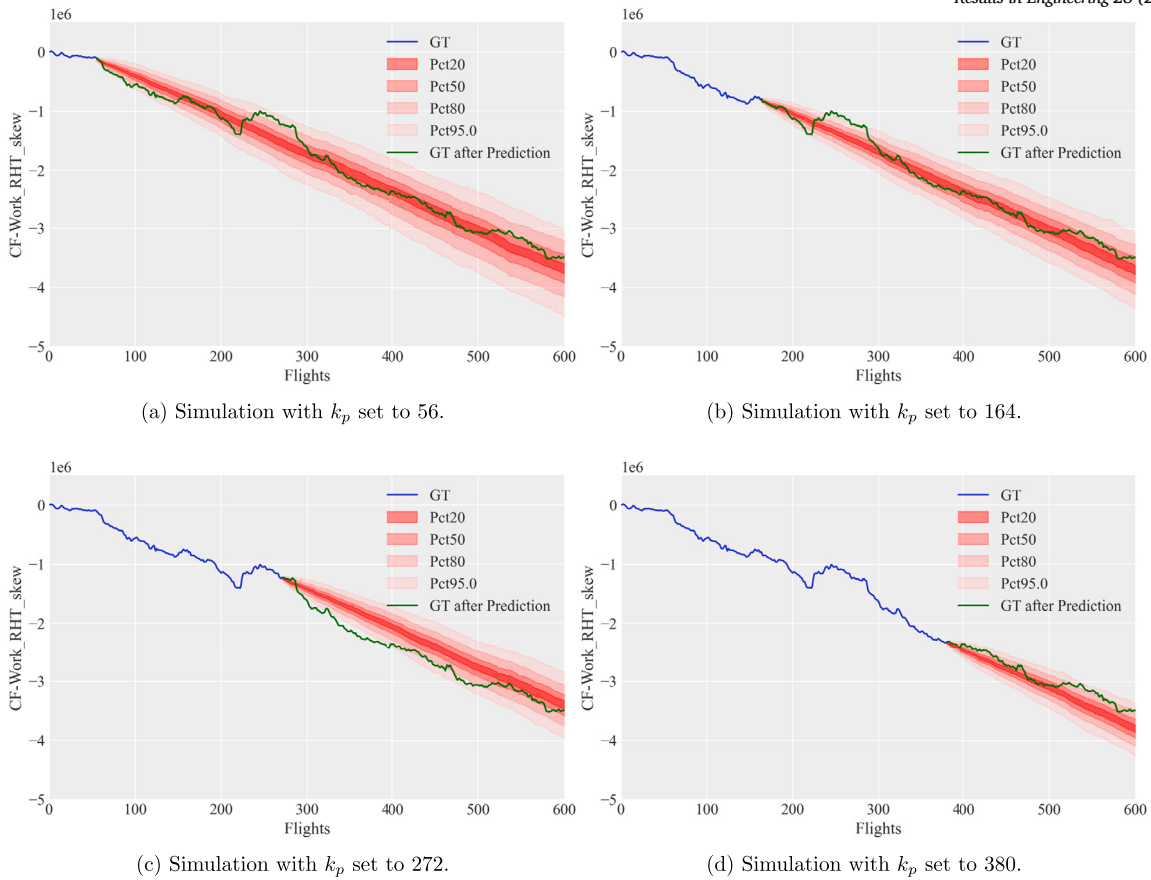 Results in Engineering 28 (2
1e6
0
−1
−2
−3
−4
−5
CF-Work_RHT_skew
GT
Pct20
Pct50
Pct80
Pct95.0
GT after Prediction
0 100 200 300 400 500 600
Flights
(a) Simulation with kp set to 56.
1e6
0
−1
−2
−3
−4
−5
CF-Work_RHT_skew
GT
Pct20
Pct50
Pct80
Pct95.0
GT after Prediction
0 100 200 300 400 500 600
Flights
(b) Simulation with kp set to 164.
1e6
0
−1
−2
−3
−4
−5
CF-Work_RHT_skew
GT
Pct20
Pct50
Pct80
Pct95.0
GT after Prediction
0 100 200 300 400 500 600
Flights
(c) Simulation with kp set to 272.
1e6
0
−1
−2
−3
−4
−5
CF-Work_RHT_skew
GT
Pct20
Pct50
Pct80
Pct95.0
GT after Prediction
0 100 200 300 400 500 600
Flights
(d) Simulation with kp set to 380.